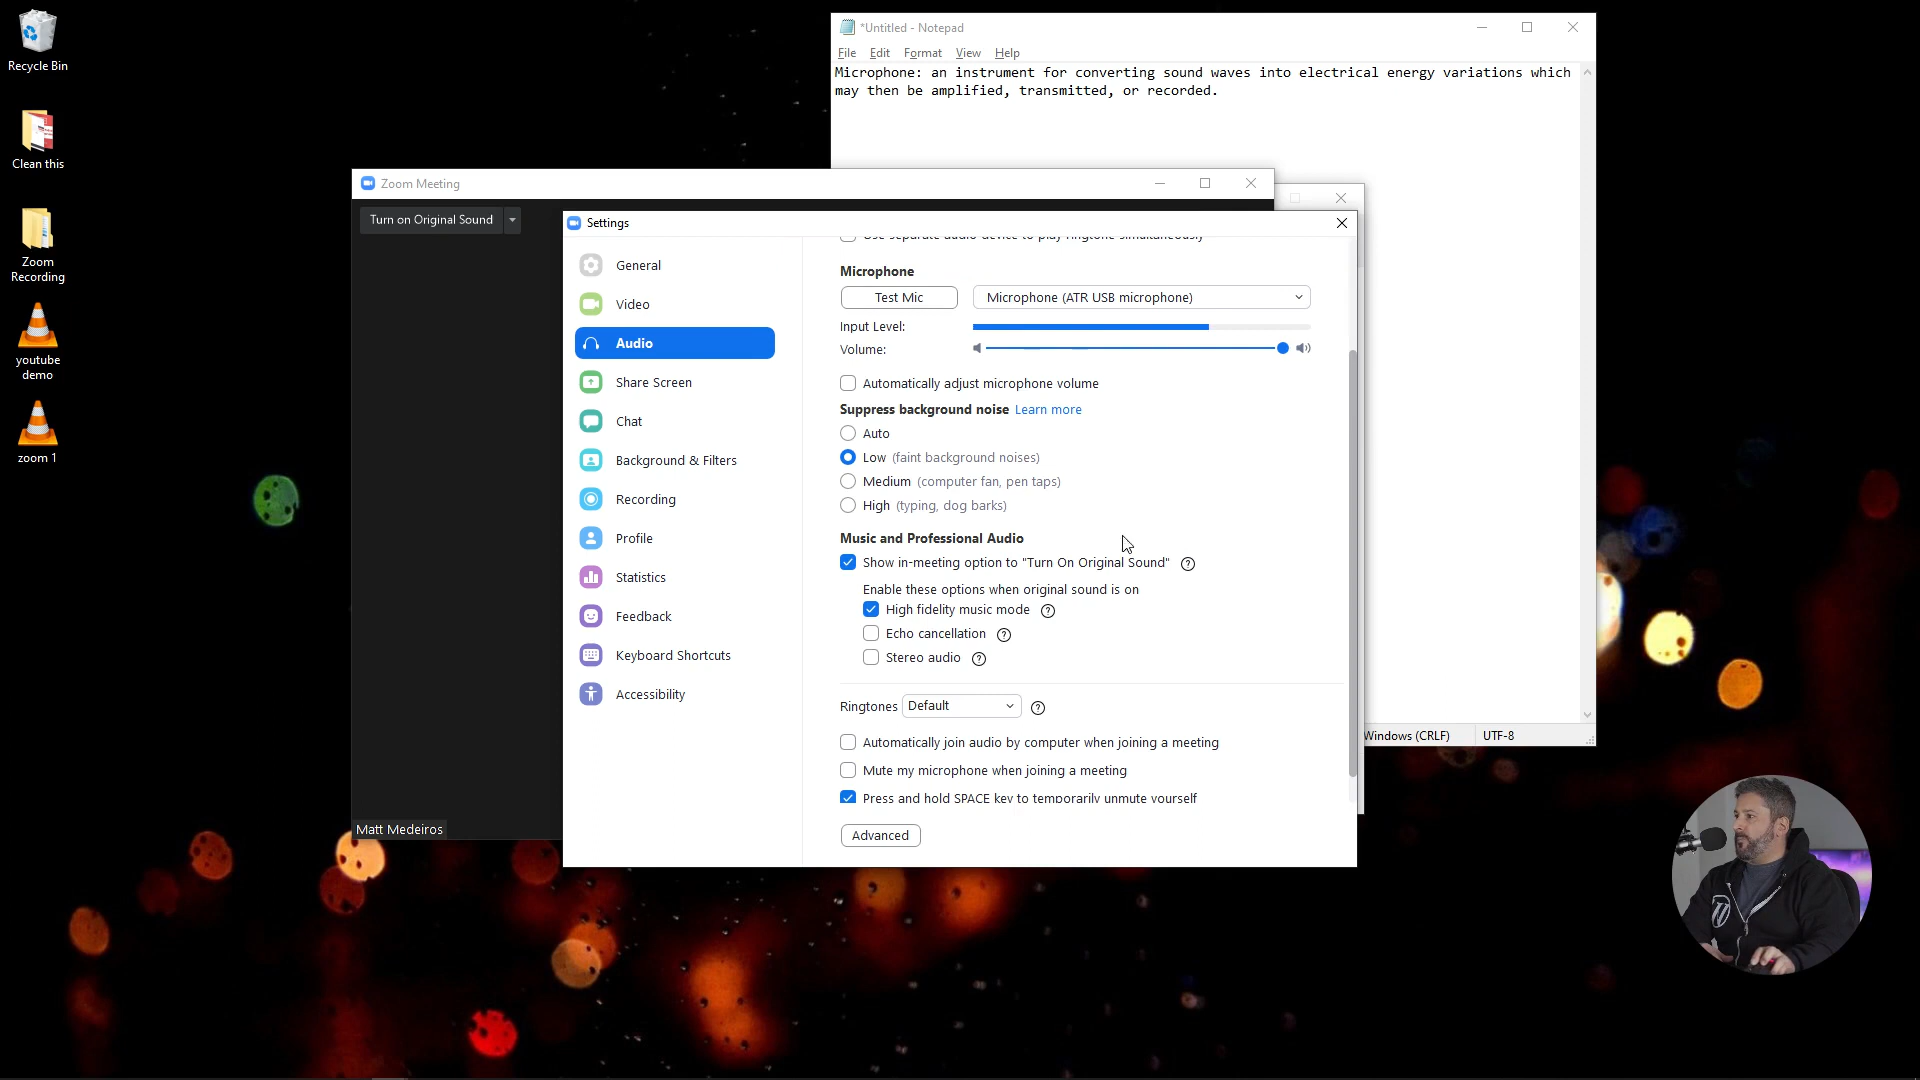 Recycle Bin
Clean this
Zoom
Recording
youtube
demo
zoom 1
*Untitled - Notepad
File Edit Format View Help
Microphone: an instrument for converting sound waves into electrical energy variations which
may then be amplified, transmitted, or recorded.
Windows (CRLF) UTF-8
Zoom Meeting
Turn on Original Sound
Matt Medeiros
Settings
General
Video
Audio
Share Screen
Chat
Background & Filters
Recording
Profile
Statistics
Feedback
Keyboard Shortcuts
Accessibility
Use separate audio device to play ringtone simultaneously
Microphone
Test Mic Microphone (ATR USB microphone)
Input Level:
Volume:
Automatically adjust microphone volume
Suppress background noise Learn more
Auto
Low (faint background noises)
Medium (computer fan, pen taps)
High (typing, dog barks)
Music and Professional Audio
Show in-meeting option to "Turn On Original Sound" ?
Enable these options when original sound is on
High fidelity music mode ?
Echo cancellation ?
Stereo audio ?
Ringtones Default ?
Automatically join audio by computer when joining a meeting
Mute my microphone when joining a meeting
Press and hold SPACE key to temporarily unmute yourself
Advanced